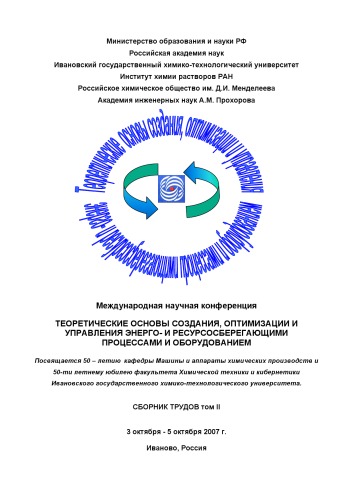 Министерство образования и науки РФ
Российская академия наук
Ивановский государственный химико-технологический университет
Институт химии растворов РАН
Российское химическое общество им. Д.И. Менделеева
Академия инженерных наук А.М. Прохорова
Теоретические основы создания, оптимизации и управления
энерго- и ресурсосберегающими процессами и оборудованием
Международная научная конференция
ТЕОРЕТИЧЕСКИЕ ОСНОВЫ СОЗДАНИЯ, ОПТИМИЗАЦИИ И
УПРАВЛЕНИЯ ЭНЕРГО- И РЕСУРСОСБЕРЕГАЮЩИМИ
ПРОЦЕССАМИ И ОБОРУДОВАНИЕМ
Посвящается 50 – летию кафедры Машины и аппараты химических производств и
50-ти летнему юбилею факультета Химической техники и кибернетики
Ивановского государственного химико-технологического университета.
СБОРНИК ТРУДОВ том II
3 октября - 5 октября 2007 г.
Иваново, Россия